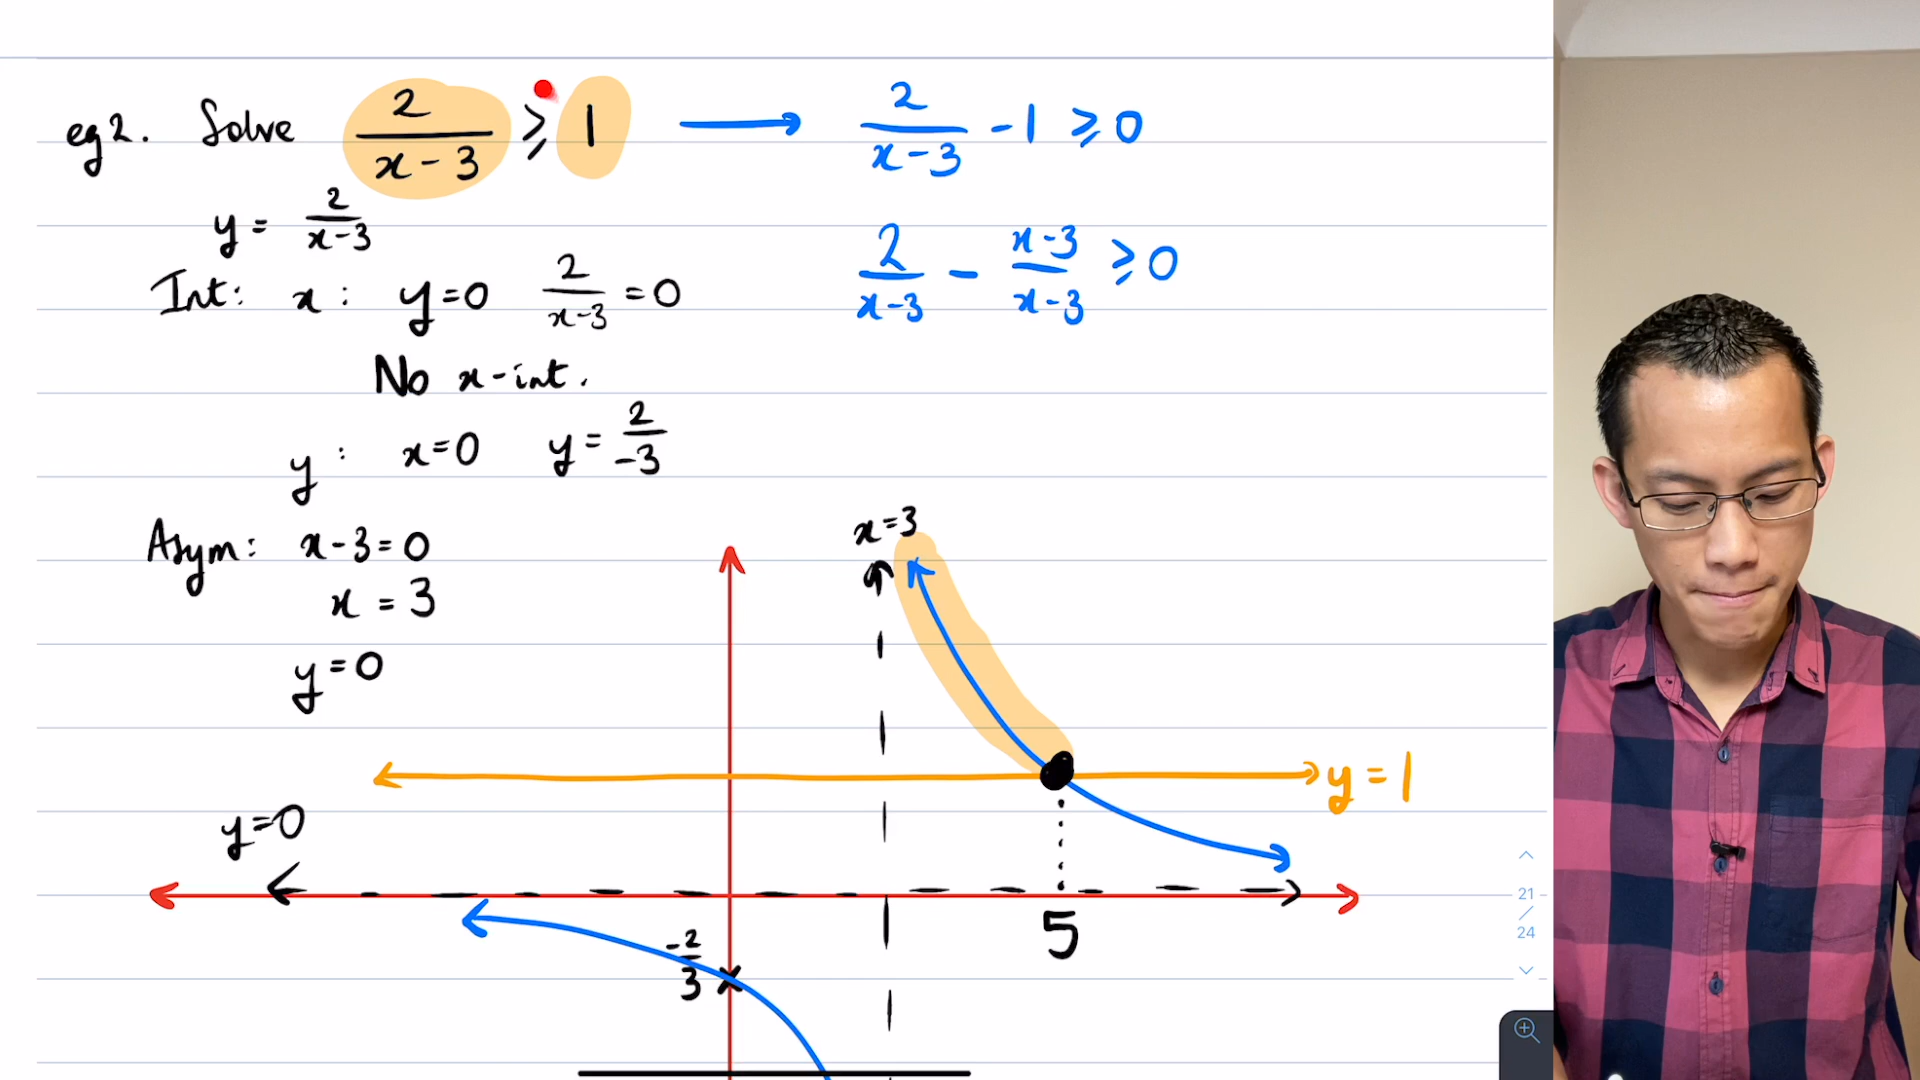 eg 2. Solve 2/(x-3) ≥ 1 → 2/(x-3) - 1 ≥ 0
y = 2/(x-3)
2/(x-3) - (x-3)/(x-3) ≥ 0
Int: x: y=0 2/(x-3) = 0
No x-int.
y: x=0 y = 2/-3
Asym: x-3=0
x = 3
y=0
x=3
y=1
y=0
5
-2/3
21
/
24